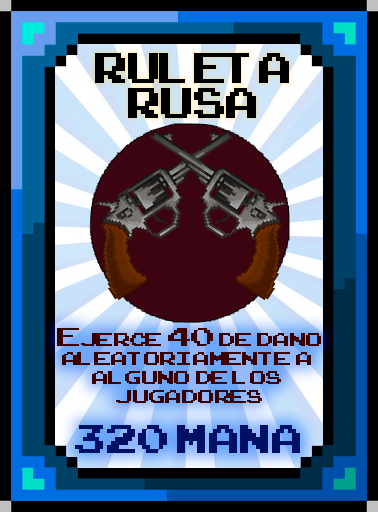 RULETA
RUSA
EJERCE 40 DE DANO
ALEATORIAMENTE A
ALGUNO DE LOS
JUGADORES
320 MANA